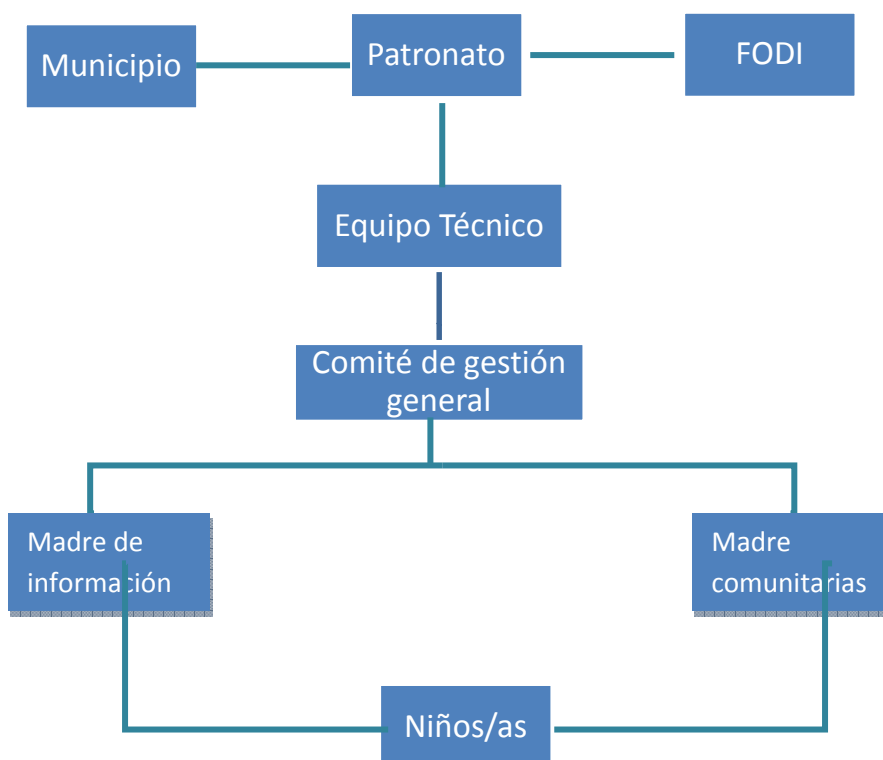 Municipio
Patronato
FODI
Equipo Técnico
Comité de gestión
general
Madre de
información
Madre
comunitarias
Niños/as